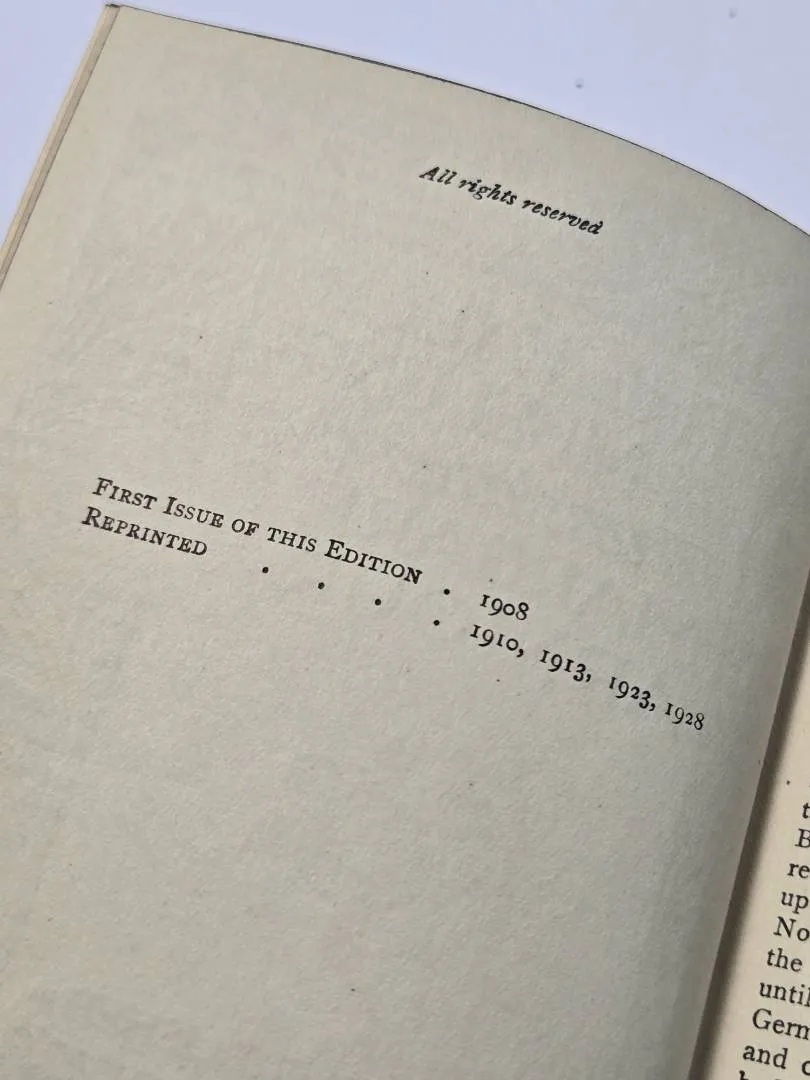 All rights reserved
First Issue of this Edition . 1908
Reprinted . . . . 1910, 1913, 1923, 1928
re
up
No
the
until
Germ
and